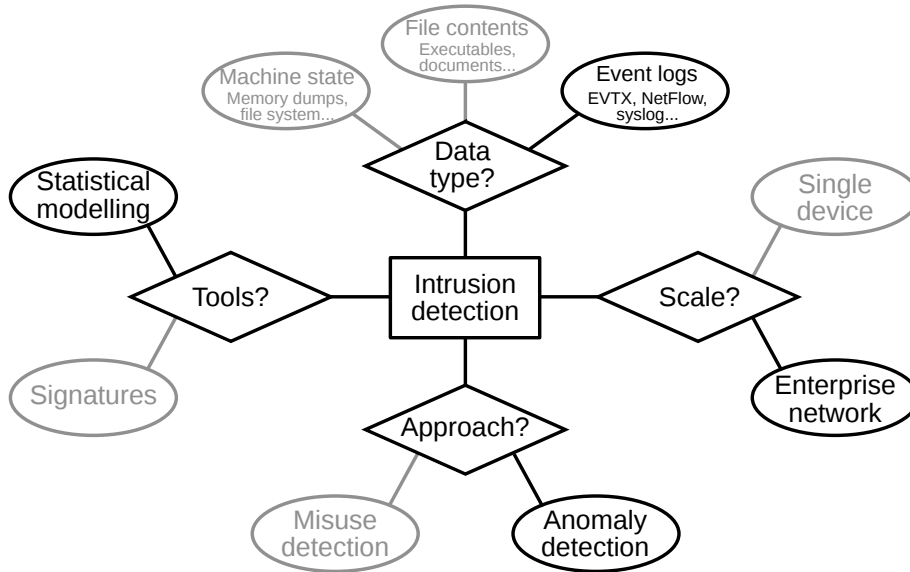 File contents
Executables,
documents...
Machine state
Memory dumps,
file system...
Event logs
EVTX, NetFlow,
syslog...
Data
type?
Statistical
modelling
Single
device
Tools?
Intrusion
detection
Scale?
Signatures
Enterprise
network
Approach?
Misuse
detection
Anomaly
detection